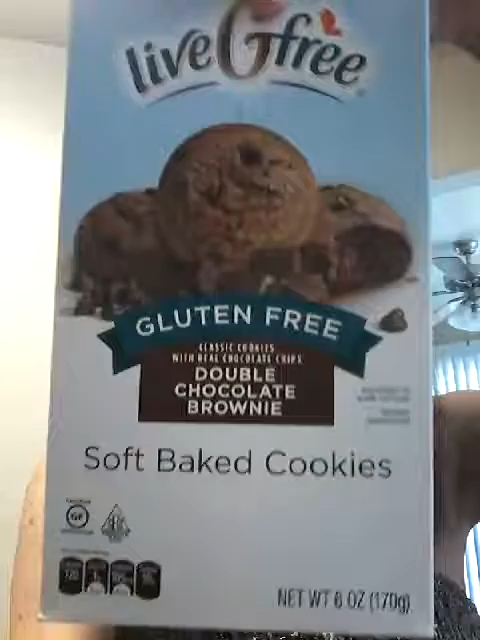 liveGfree
GLUTEN FREE
CLASSIC COOKIES
WITH REAL CHOCOLATE CHIPS
DOUBLE
CHOCOLATE
BROWNIE
Soft Baked Cookies
GF
NET WT 6 OZ (170g)